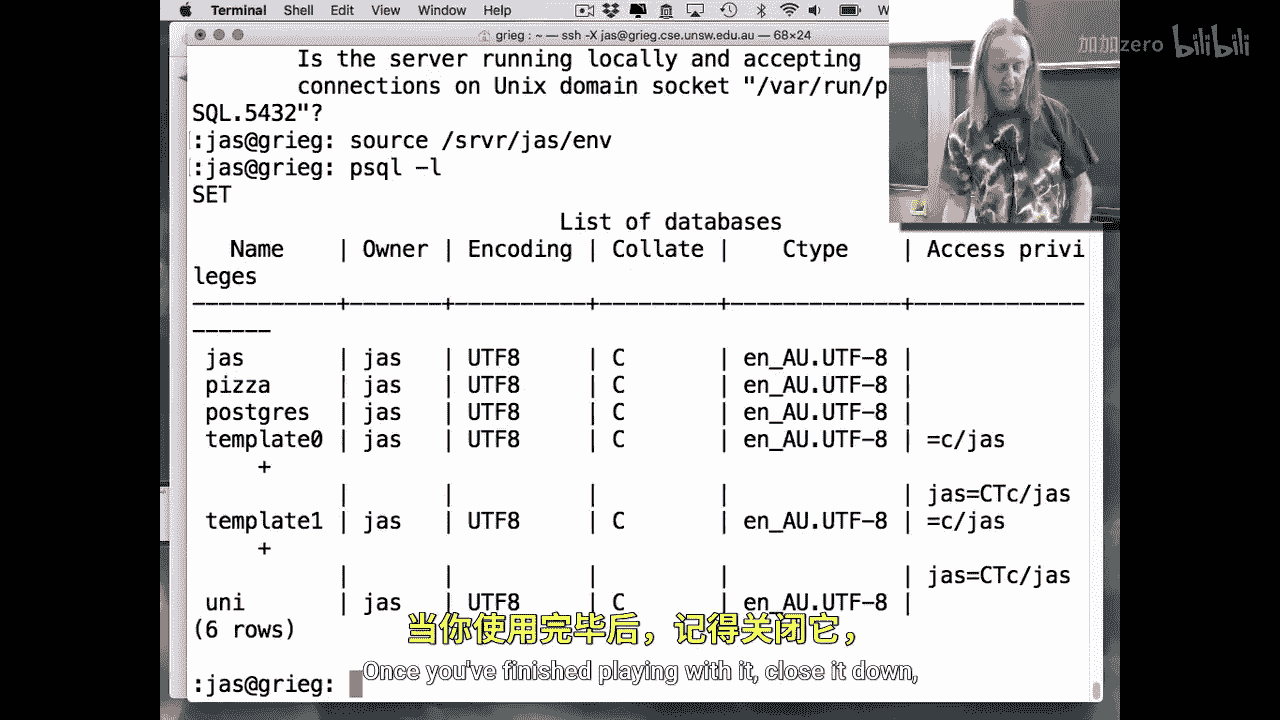 Terminal Shell Edit View Window Help
加加zero bilibili
grieg : ~ — ssh -X jas@grieg.cse.unsw.edu.au — 68×24
Is the server running locally and accepting
connections on Unix domain socket "/var/run/p
SQL.5432"?
:jas@grieg: source /srvr/jas/env
:jas@grieg: psql -l
SET
List of databases
Name | Owner | Encoding | Collate | Ctype | Access privi
leges
-----------+-------+----------+---------+-------------+-------------
------
jas | jas | UTF8 | C | en_AU.UTF-8 |
pizza | jas | UTF8 | C | en_AU.UTF-8 |
postgres | jas | UTF8 | C | en_AU.UTF-8 |
template0 | jas | UTF8 | C | en_AU.UTF-8 | =c/jas
+
| | | | | jas=CTc/jas
template1 | jas | UTF8 | C | en_AU.UTF-8 | =c/jas
+
| | | | | jas=CTc/jas
uni | jas | UTF8 | C | en_AU.UTF-8 |
(6 rows)
当你使用完毕后，记得关闭它，
:jas@grieg:
Once you've finished playing with it, close it down,